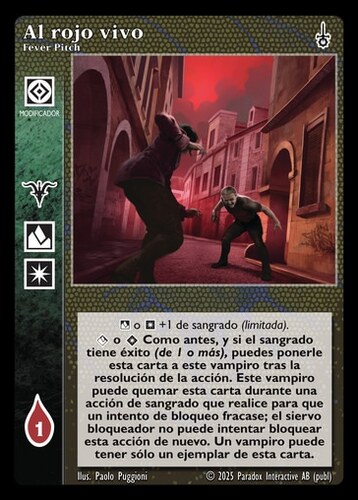 Al rojo vivo
Fever Pitch
MODIFICADOR
o +1 de sangrado (limitada).
o Como antes, y si el sangrado
tiene éxito (de 1 o más), puedes ponerle
esta carta a este vampiro tras la
resolución de la acción. Este vampiro
puede quemar esta carta durante una
acción de sangrado que realice para que
un intento de bloqueo fracase; el siervo
bloqueador no puede intentar bloquear
esta acción de nuevo. Un vampiro puede
tener sólo un ejemplar de esta carta.
1
Ilus. Paolo Puggioni © 2025 Paradox Interactive AB (publ)